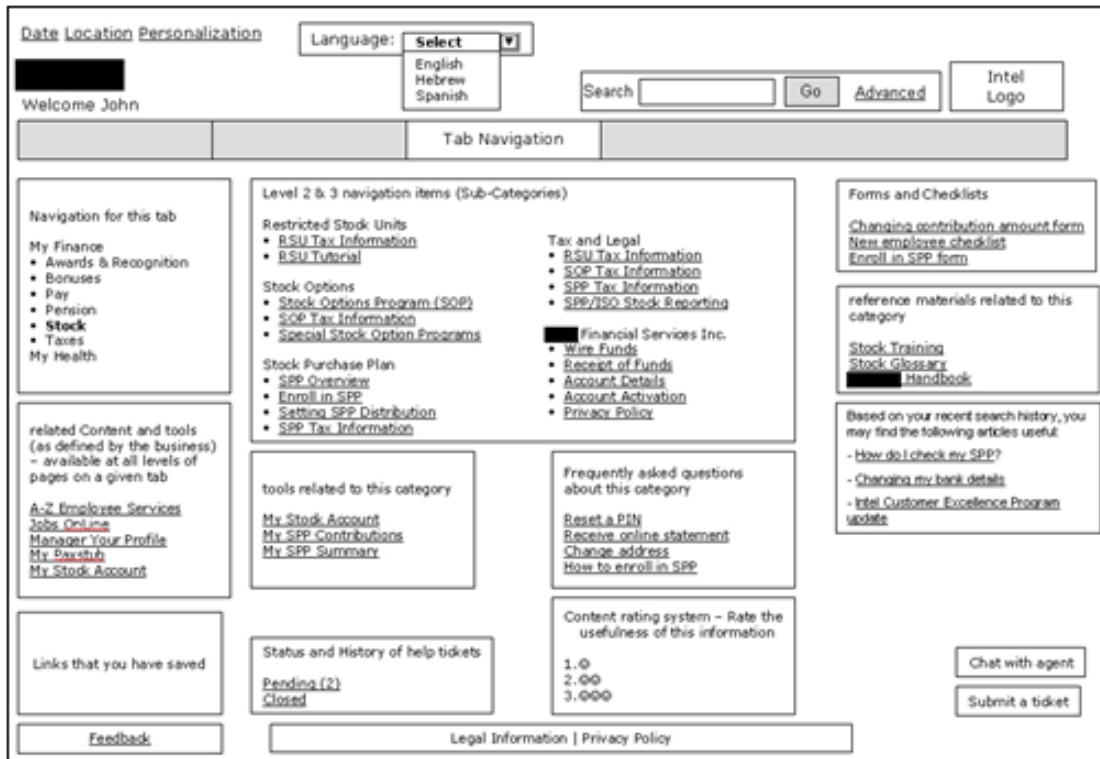 Date Location Personalization
Language: Select
English
Hebrew
Spanish
Welcome John
Search Go Advanced
Intel
Logo
Tab Navigation
Navigation for this tab
My Finance
• Awards & Recognition
• Bonuses
• Pay
• Pension
• Stock
• Taxes
My Health
related Content and tools
(as defined by the business)
– available at all levels of
pages on a given tab
A-Z Employee Services
Jobs OnLine
Manager Your Profile
My Paystub
My Stock Account
Links that you have saved
Feedback
Level 2 & 3 navigation items (Sub-Categories)
Restricted Stock Units
• RSU Tax Information
• RSU Tutorial
Stock Options
• Stock Options Program (SOP)
• SOP Tax Information
• Special Stock Option Programs
Stock Purchase Plan
• SPP Overview
• Enroll in SPP
• Setting SPP Distribution
• SPP Tax Information
Tax and Legal
• RSU Tax Information
• SOP Tax Information
• SPP Tax Information
• SPP/ISO Stock Reporting
Financial Services Inc.
• Wire Funds
• Receipt of Funds
• Account Details
• Account Activation
• Privacy Policy
tools related to this category
My Stock Account
My SPP Contributions
My SPP Summary
Frequently asked questions
about this category
Reset a PIN
Receive online statement
Change address
How to enroll in SPP
Status and History of help tickets
Pending (2)
Closed
Content rating system – Rate the
usefulness of this information
1.☺
2.☺☺
3.☺☺☺
Legal Information | Privacy Policy
Forms and Checklists
Changing contribution amount form
New employee checklist
Enroll in SPP form
reference materials related to this
category
Stock Training
Stock Glossary
Handbook
Based on your recent search history, you
may find the following articles useful:
- How do I check my SPP?
- Changing my bank details
- Intel Customer Excellence Program
update
Chat with agent
Submit a ticket